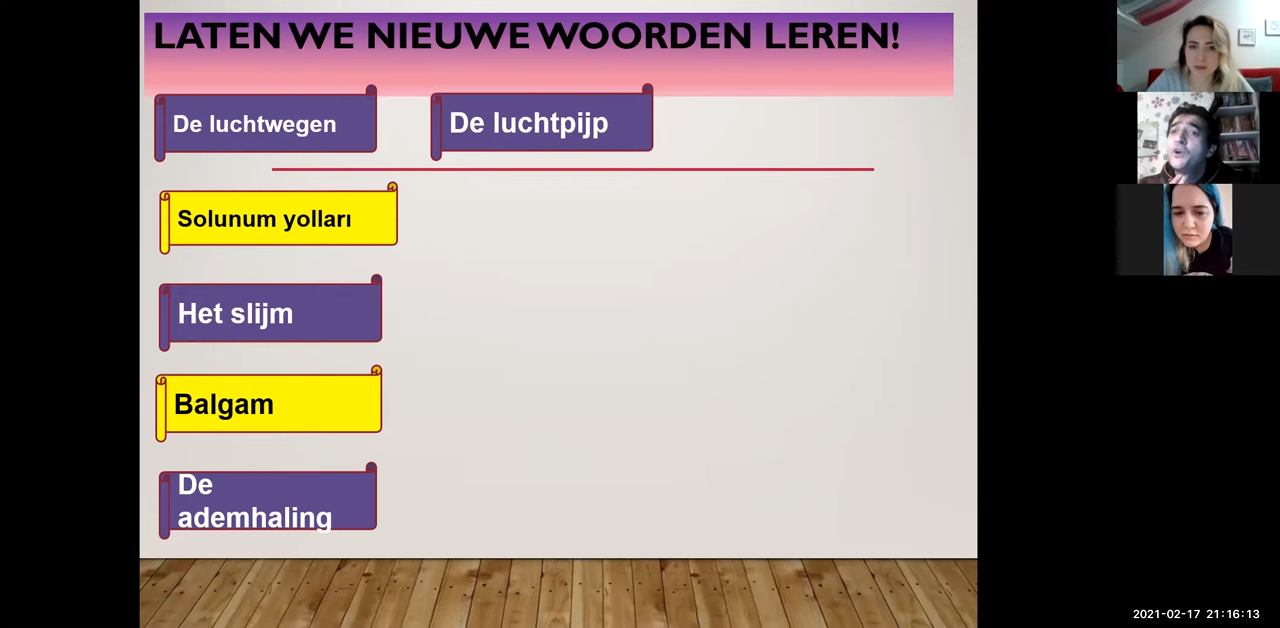 LATEN WE NIEUWE WOORDEN LEREN!
De luchtwegen
De luchtpijp
Solunum yolları
Het slijm
Balgam
De
ademhaling
2021-02-17 21:16:13